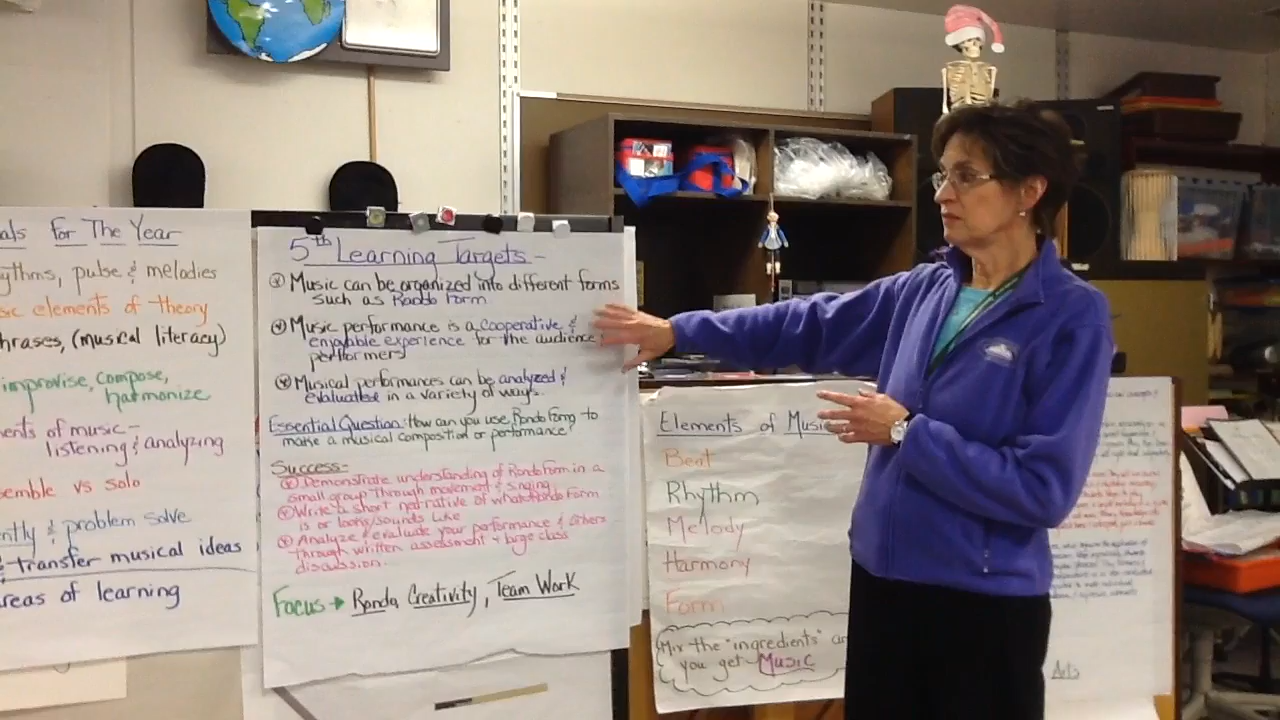 als For The Year
ythms, pulse & melodies
sic elements of theory
hrases, (musical literacy)
improvise, compose,
harmonize
ents of music-
listening & analyzing
semble vs solo
ently & problem solve
& transfer musical ideas
areas of learning
5th Learning Targets-
Music can be organized into different forms
such as Rondo Form.
Music performance is a cooperative &
enjoyable experience for the audience
performers
Musical performances can be analyzed &
evaluated in a variety of ways.
Essential Question: How can you use Rondo Form to
make a musical composition or performance?
Success-
Demonstrate understanding of Rondo Form in a
small group through movement & singing
Write a short narrative of what Rondo Form
is or looks/sounds like
Analyze & evaluate your performance & others
through written assessment & large class
discussion.
Focus → Rondo, Creativity, Team Work
Elements of Music
Beat
Rhythm
Melody
Harmony
Form
Mix the "ingredients" an
you get Music
Arts